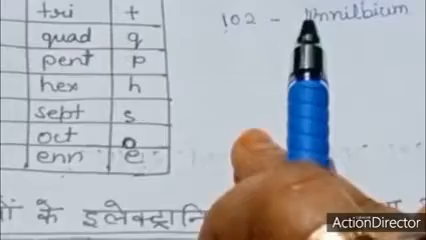 tri t 102 - Unnilbium
quad q
pent p
hex h
sept s
oct o
enn e
के इलेक्ट्रानि
ActionDirector